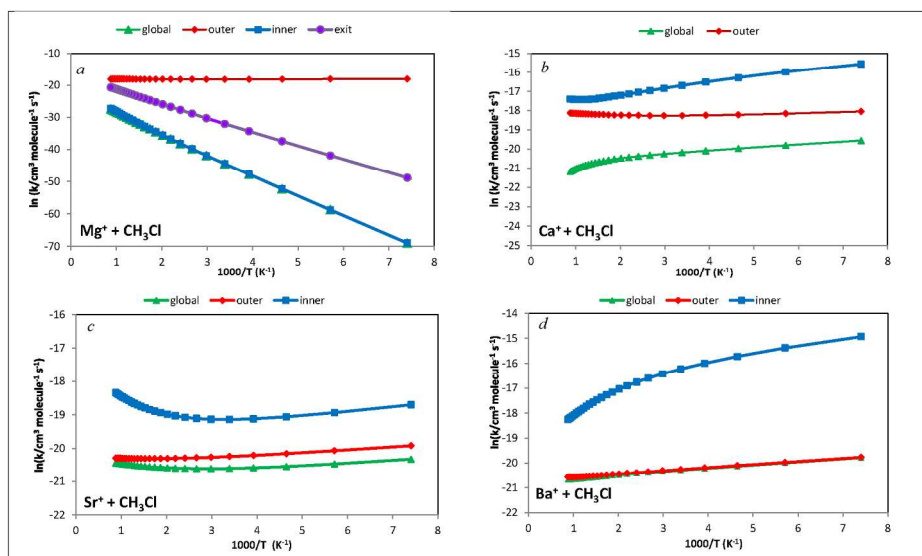 global outer inner exit
a
-10
-20
-30
-40
-50
-60
-70
ln (k/cm³ molecule⁻¹ s⁻¹)
0 1 2 3 4 5 6 7 8
1000/T (K⁻¹)
Mg⁺ + CH₃Cl
global outer
b
-15
-16
-17
-18
-19
-20
-21
-22
-23
-24
-25
ln (k/cm³ molecule⁻¹ s⁻¹)
0 1 2 3 4 5 6 7 8
1000/T (K⁻¹)
Ca⁺ + CH₃Cl
global outer inner
c
-16
-17
-18
-19
-20
-21
-22
ln(k/cm³ molecule⁻¹ s⁻¹)
0 1 2 3 4 5 6 7 8
1000/T (K⁻¹)
Sr⁺ + CH₃Cl
global outer inner
d
-14
-15
-16
-17
-18
-19
-20
-21
-22
ln(k/cm³ molecule⁻¹ s⁻¹)
0 1 2 3 4 5 6 7 8
1000/T (K⁻¹)
Ba⁺ + CH₃Cl